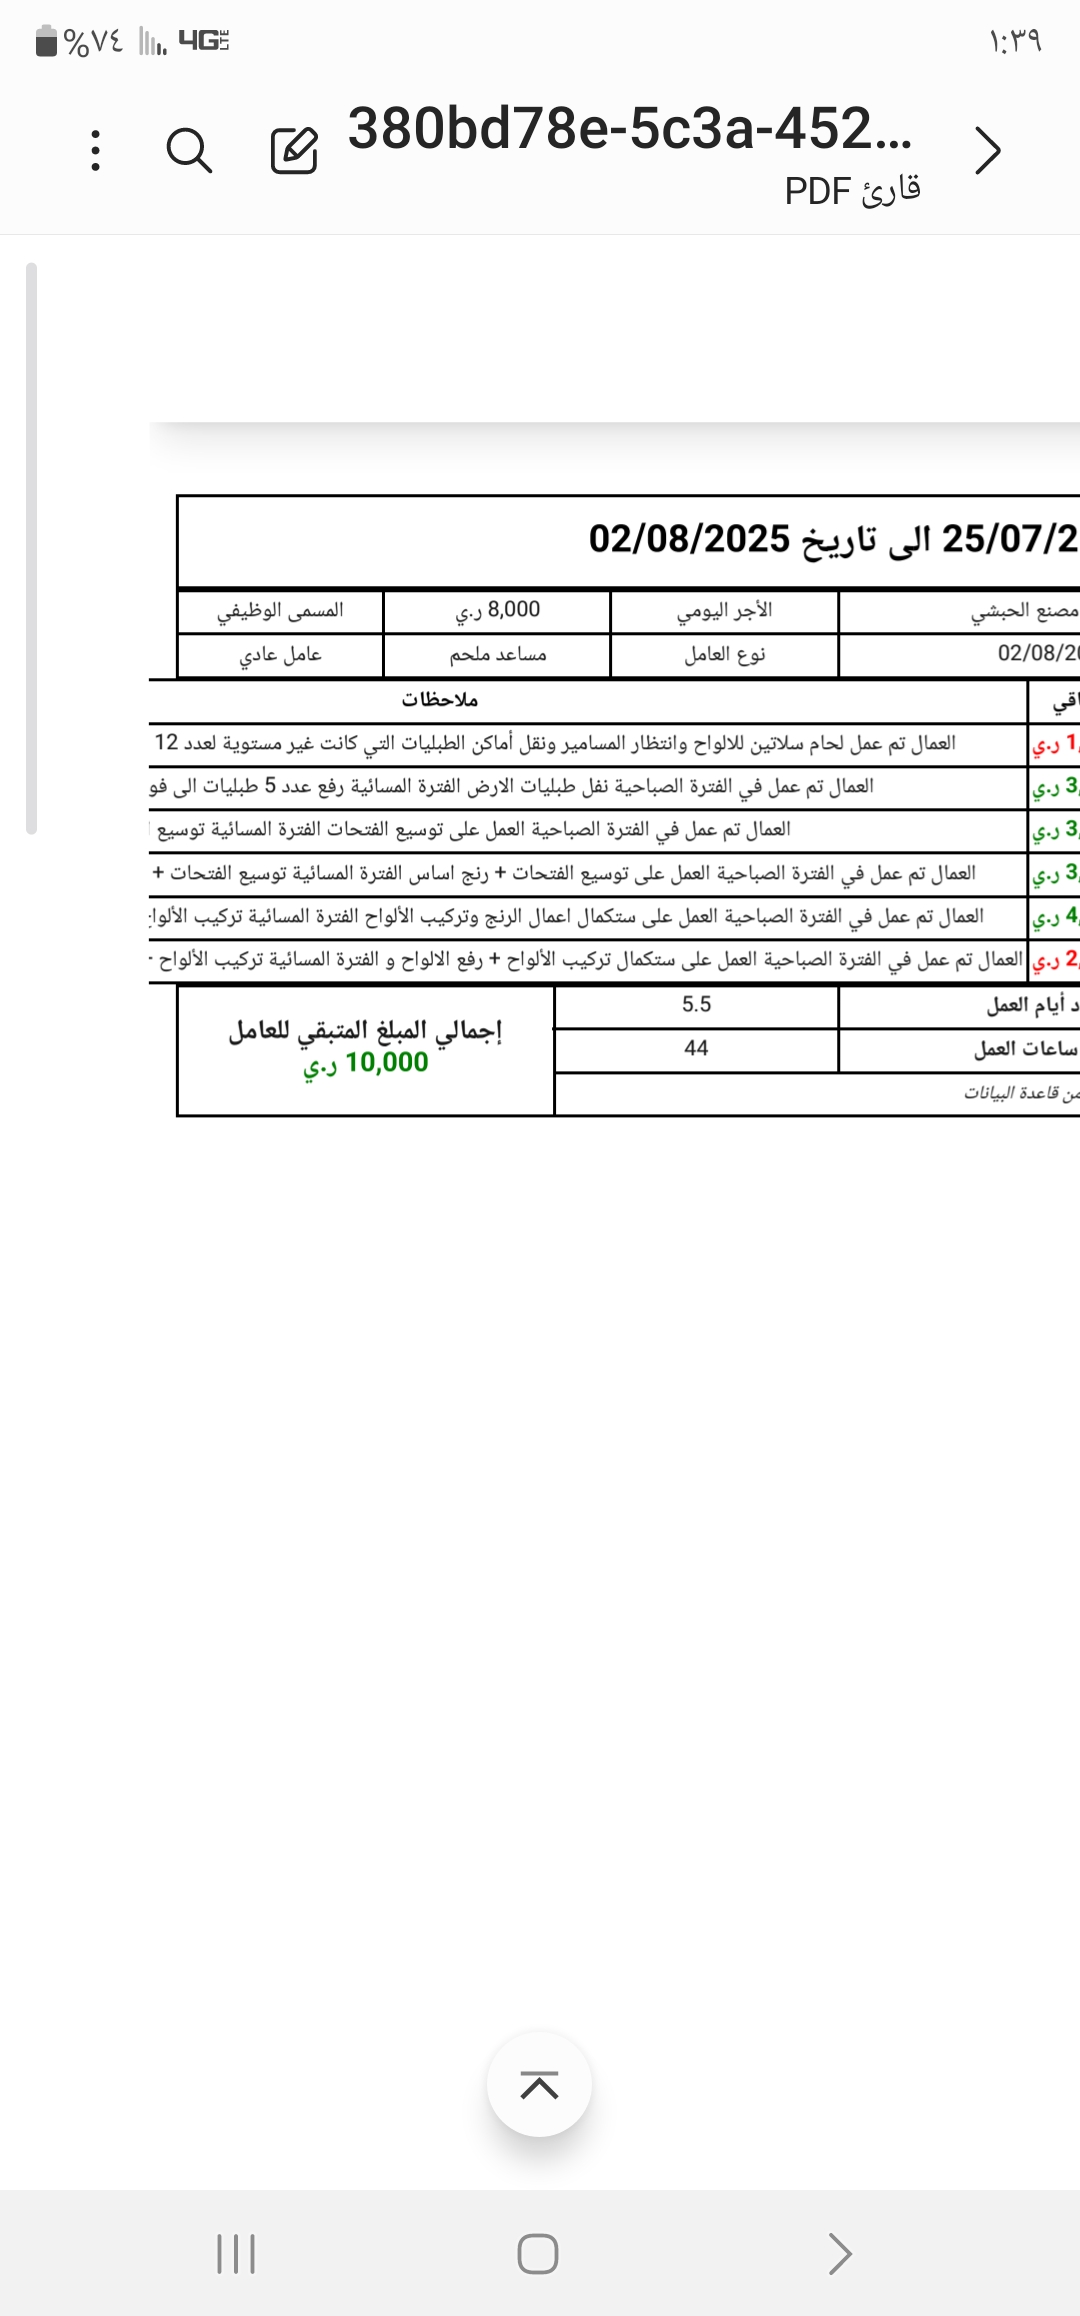 ١:٣٩
4G LTE
%٧٤
380bd78e-5c3a-452...
قارئ PDF
25/07/2 الى تاريخ 02/08/2025
مصنع الحبشي الأجر اليومي 8,000 ر.ي المسمى الوظيفي
02/08/20 نوع العامل مساعد ملحم عامل عادي
ملاحظات
1, ر.ي العمال تم عمل لحام سلاتين للالواح وانتظار المسامير ونقل أماكن الطبليات التي كانت غير مستوية لعدد 12
3, ر.ي العمال تم عمل في الفترة الصباحية نفل طبليات الارض الفترة المسائية رفع عدد 5 طبليات الى فو
3, ر.ي العمال تم عمل في الفترة الصباحية العمل على توسيع الفتحات الفترة المسائية توسيع
3, ر.ي العمال تم عمل في الفترة الصباحية العمل على توسيع الفتحات + رنج اساس الفترة المسائية توسيع الفتحات +
4, ر.ي العمال تم عمل في الفترة الصباحية العمل على ستكمال اعمال الرنج وتركيب الألواح الفترة المسائية تركيب
2, ر.ي العمال تم عمل في الفترة الصباحية العمل على ستكمال تركيب الألواح + رفع الالواح و الفترة المسائية تركيب الألواح
أيام العمل 5.5
ساعات العمل 44
إجمالي المبلغ المتبقي للعامل
10,000 ر.ي
من قاعدة البيانات